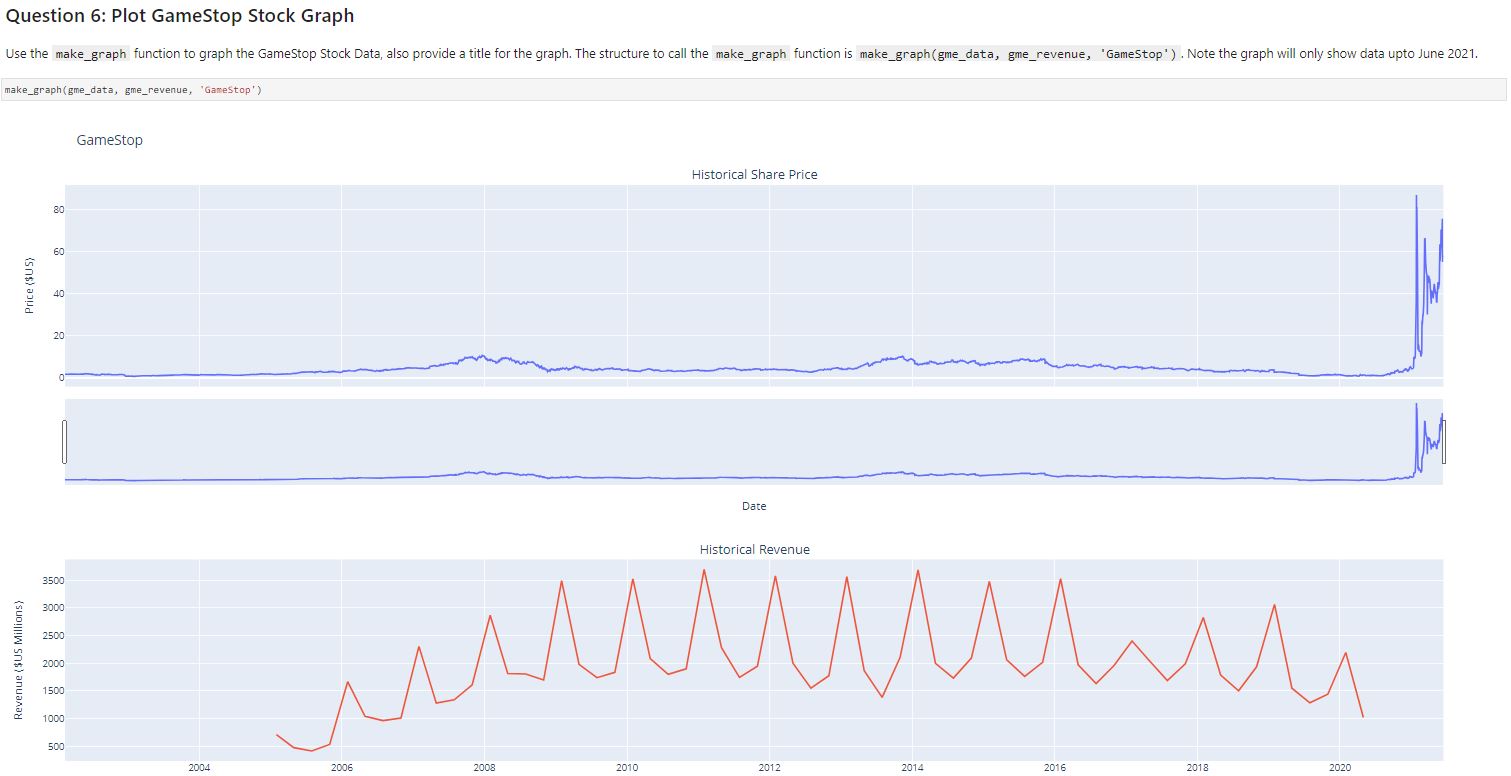 Question 6: Plot GameStop Stock Graph
Use the make_graph function to graph the GameStop Stock Data, also provide a title for the graph. The structure to call the make_graph function is make_graph(gme_data, gme_revenue, 'GameStop') . Note the graph will only show data upto June 2021.
make_graph(gme_data, gme_revenue, 'GameStop')
GameStop
Historical Share Price
Price ($US)
80
60
40
20
0
Date
Historical Revenue
Revenue ($US Millions)
3500
3000
2500
2000
1500
1000
500
2004 2006 2008 2010 2012 2014 2016 2018 2020